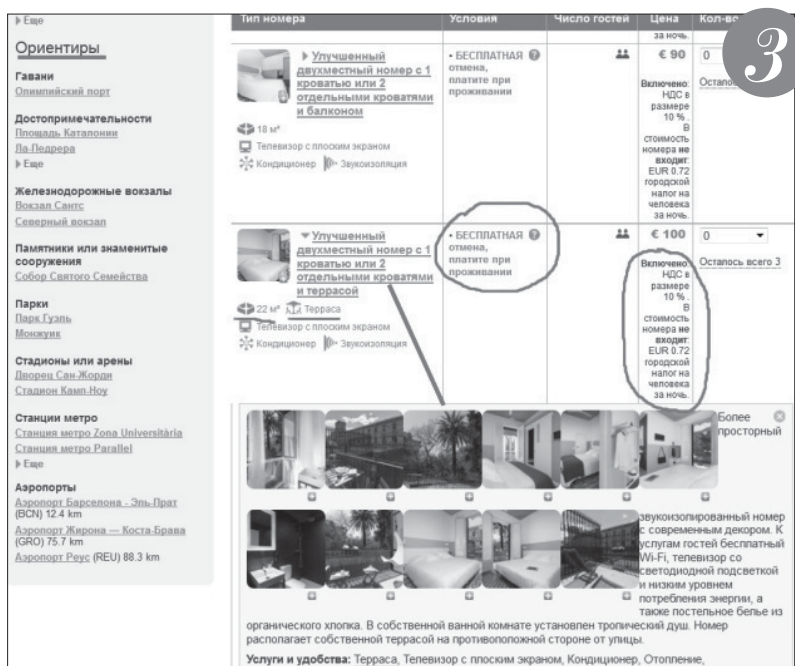 ▶ Еще
Ориентиры
Гавани
Олимпийский порт
Достопримечательности
Площадь Каталонии
Ла-Педрера
▶ Еще
Железнодорожные вокзалы
Вокзал Сантс
Северный вокзал
Памятники или знаменитые
сооружения
Собор Святого Семейства
Парки
Парк Гуэль
Монжуик
Стадионы или арены
Дворец Сан-Жорди
Стадион Камп-Ноу
Станции метро
Станция метро Zona Universitària
Станция метро Parallel
▶ Еще
Аэропорты
Аэропорт Барселона - Эль-Прат
(BCN) 12.4 km
Аэропорт Жирона — Коста-Брава
(GRO) 75.7 km
Аэропорт Реус (REU) 88.3 km
Тип номера
Условия
Число гостей
Цена
за ночь.
3
▶ Улучшенный
двухместный номер с 1
кроватью или 2
отдельными кроватями
и балконом
18 м²
Телевизор с плоским экраном
Кондиционер Звукоизоляция
• БЕСПЛАТНАЯ ?
отмена,
платите при
проживании
€ 90
Включено:
НДС в
размере
10 % .
В
стоимость
номера не
входит:
EUR 0.72
городской
налог на
человека
за ночь.
0
▼ Улучшенный
двухместный номер с 1
кроватью или 2
отдельными кроватями
и террасой
22 м² Терраса
Телевизор с плоским экраном
Кондиционер Звукоизоляция
• БЕСПЛАТНАЯ ?
отмена,
платите при
проживании
€ 100
Включено:
НДС в
размере
10 % .
В
стоимость
номера не
входит:
EUR 0.72
городской
налог на
человека
за ночь.
0
Осталось всего 3
Более
просторный
звукоизолированный номер
с современным декором. К
услугам гостей бесплатный
Wi-Fi, телевизор со
светодиодной подсветкой
и низким уровнем
потребления энергии, а
также постельное белье из
органического хлопка. В собственной ванной комнате установлен тропический душ. Номер
располагает собственной террасой на противоположной стороне от улицы.
Услуги и удобства: Терраса, Телевизор с плоским экраном, Кондиционер, Отопление,